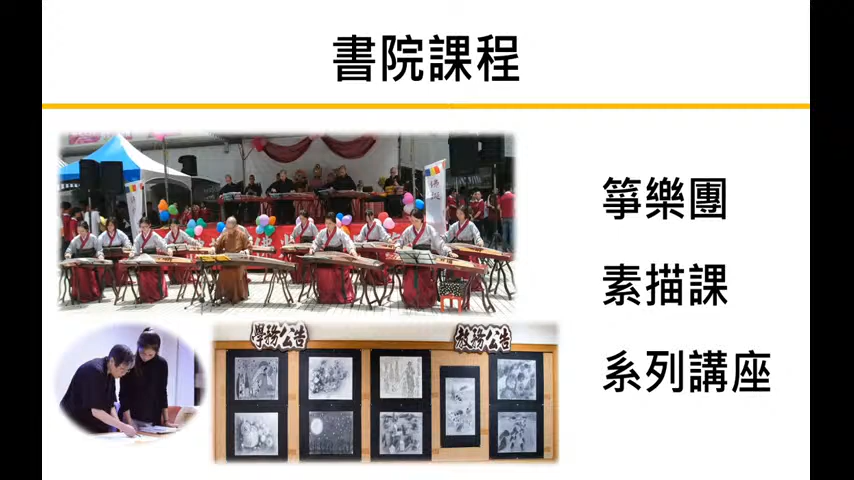 書院課程
箏樂團
素描課
系列講座
學務公告
教務公告